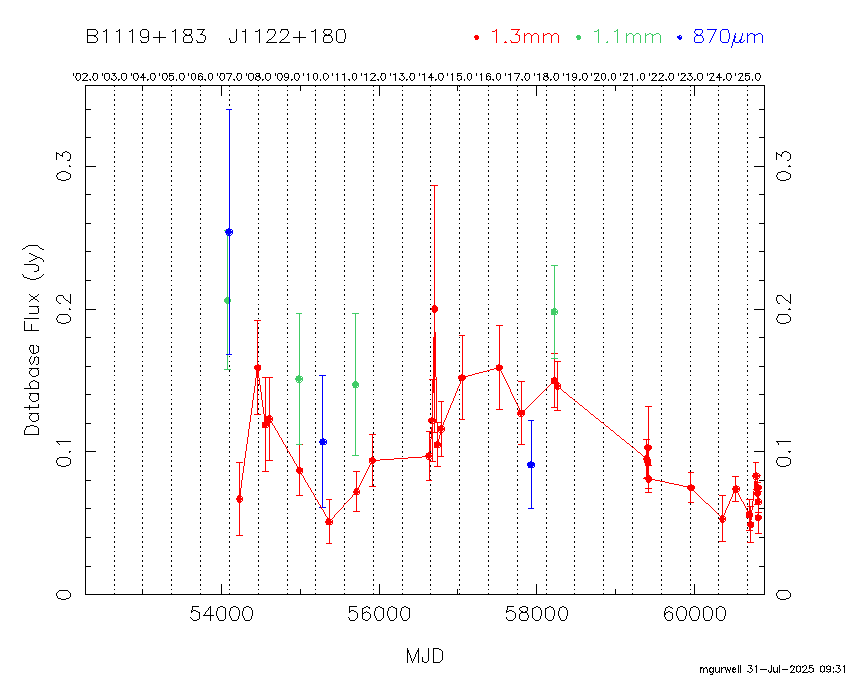 B1119+183 J1122+180 1.3mm 1.1mm 870μm
'02.0 '03.0 '04.0 '05.0 '06.0 '07.0 '08.0 '09.0 '10.0 '11.0 '12.0 '13.0 '14.0 '15.0 '16.0 '17.0 '18.0 '19.0 '20.0 '21.0 '22.0 '23.0 '24.0 '25.0
0.3 0.3
0.2 0.2
Database Flux (Jy)
0.1 0.1
0 0
54000 56000 58000 60000
MJD
mgurwell 31-Jul-2025 09:31